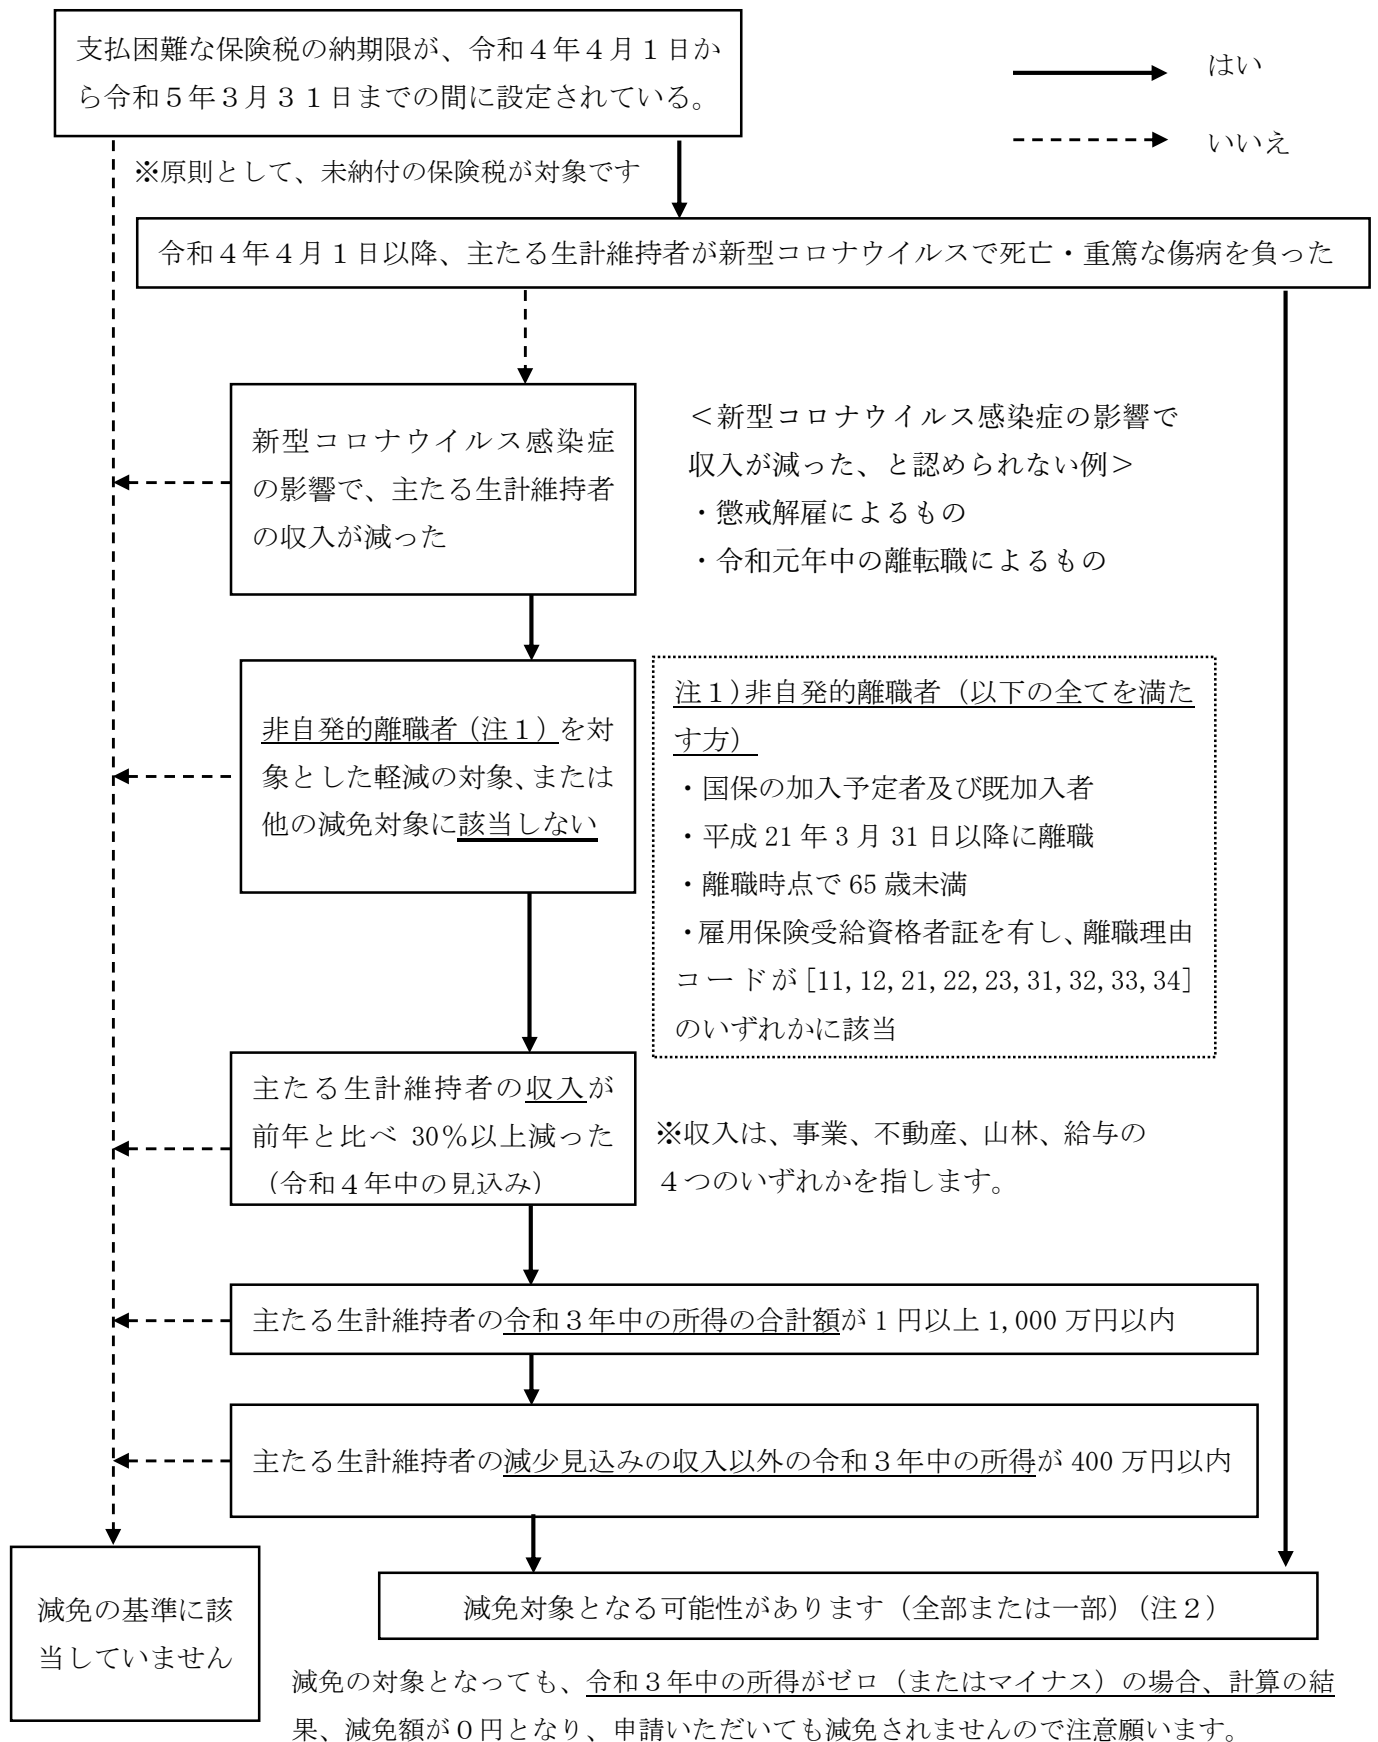 支払困難な保険税の納期限が、令和４年４月１日か
ら令和５年３月３１日までの間に設定されている。
はい
いいえ
※原則として、未納付の保険税が対象です
令和４年４月１日以降、主たる生計維持者が新型コロナウイルスで死亡・重篤な傷病を負った
新型コロナウイルス感染症
の影響で、主たる生計維持者
の収入が減った
＜新型コロナウイルス感染症の影響で
収入が減った、と認められない例＞
・懲戒解雇によるもの
・令和元年中の離転職によるもの
非自発的離職者（注１）を対
象とした軽減の対象、または
他の減免対象に該当しない
注１）非自発的離職者（以下の全てを満た
す方）
・国保の加入予定者及び既加入者
・平成 21 年 3 月 31 日以降に離職
・離職時点で 65 歳未満
・雇用保険受給資格者証を有し、離職理由
コードが[11,12,21,22,23,31,32,33,34]
のいずれかに該当
主たる生計維持者の収入が
前年と比べ 30％以上減った
（令和４年中の見込み）
※収入は、事業、不動産、山林、給与の
４つのいずれかを指します。
主たる生計維持者の令和３年中の所得の合計額が 1 円以上 1,000 万円以内
主たる生計維持者の減少見込みの収入以外の令和３年中の所得が 400 万円以内
減免の基準に該
当していません
減免対象となる可能性があります（全部または一部）（注２）
減免の対象となっても、令和３年中の所得がゼロ（またはマイナス）の場合、計算の結
果、減免額が０円となり、申請いただいても減免されませんので注意願います。